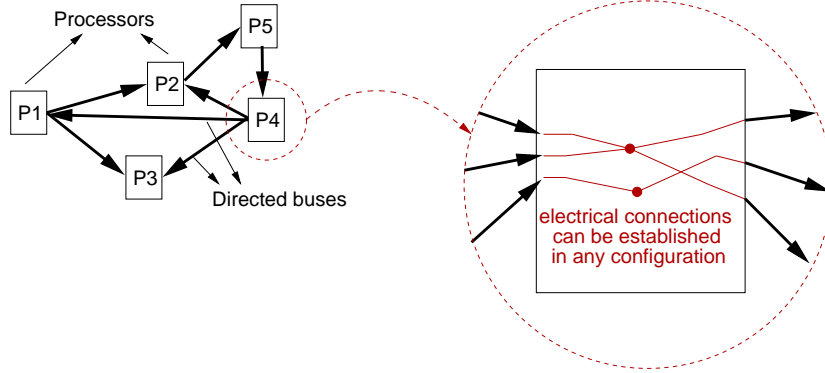 Processors
P5
P2
P1
P4
P3
Directed buses
electrical connections
can be established
in any configuration